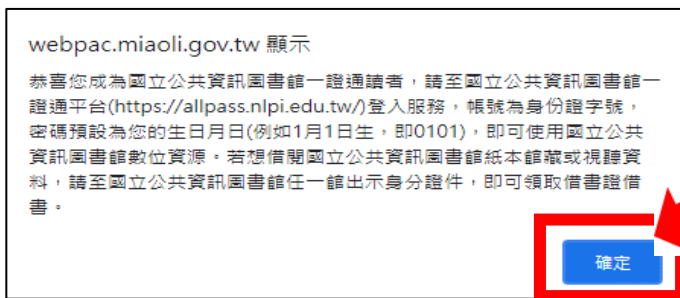 webpac.miaoli.gov.tw 顯示
恭喜您成為國立公共資訊圖書館一證通讀者，請至國立公共資訊圖書館一
證通平台(https://allpass.nlpi.edu.tw/)登入服務，帳號為身份證字號，
密碼預設為您的生日月日(例如1月1日生，即0101)，即可使用國立公共
資訊圖書館數位資源。若想借閱國立公共資訊圖書館紙本館藏或視聽資
料，請至國立公共資訊圖書館任一館出示身分證件，即可領取借書證借
書。
確定